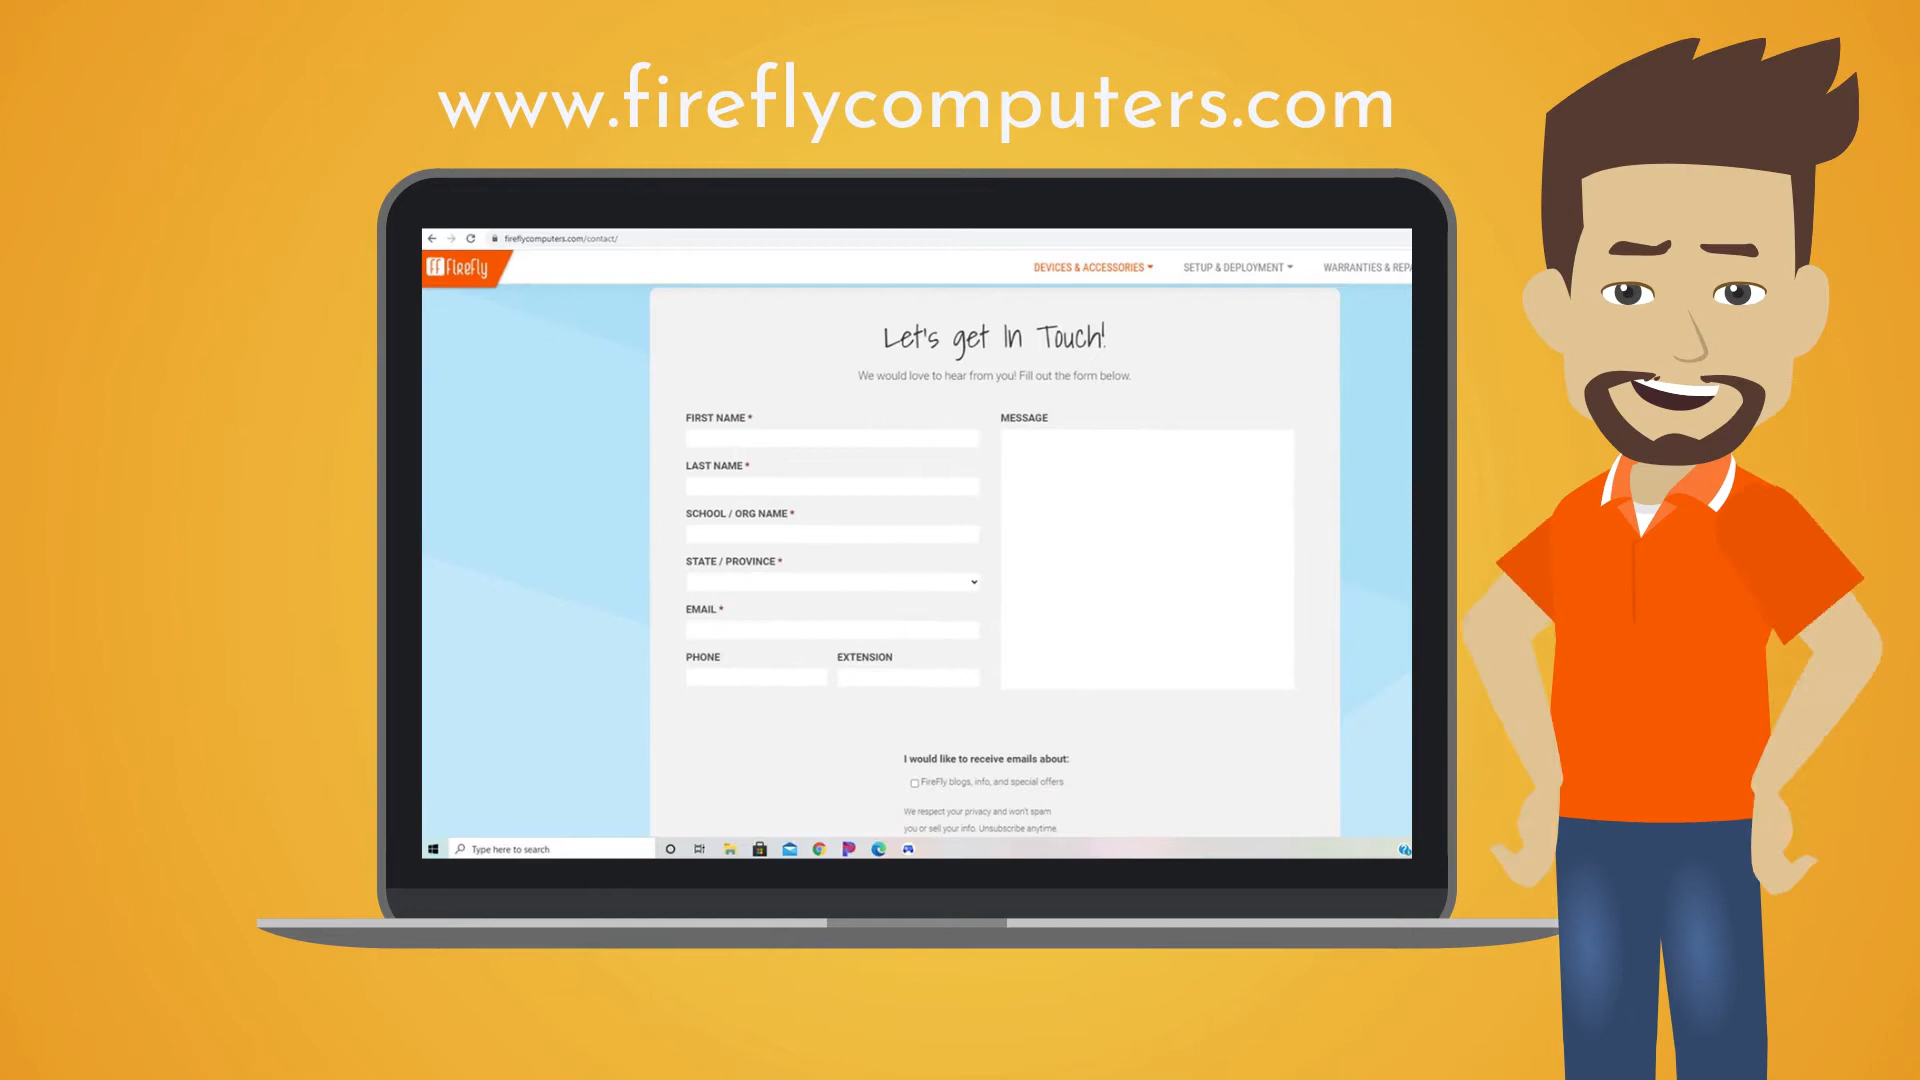 www.fireflycomputers.com
fireflycomputers.com/contact/
ff FireFly
DEVICES & ACCESSORIES
SETUP & DEPLOYMENT
WARRANTIES & REPA
Let's get In Touch!
We would love to hear from you! Fill out the form below.
FIRST NAME *
LAST NAME *
SCHOOL / ORG NAME *
STATE / PROVINCE *
EMAIL *
PHONE
EXTENSION
MESSAGE
I would like to receive emails about:
FireFly blogs, info, and special offers
We respect your privacy and won't spam
you or sell your info. Unsubscribe anytime.
Type here to search